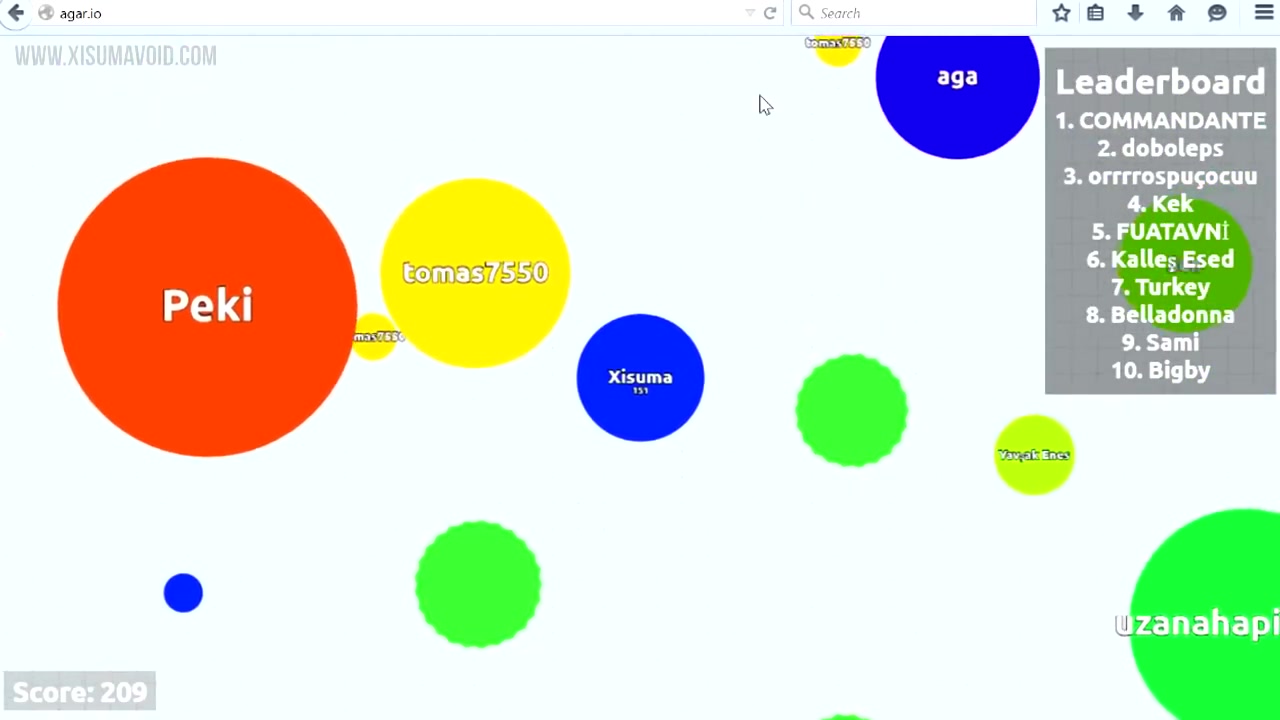 agar.io
Search
WWW.XISUMAVOID.COM
tomas7550
aga
Leaderboard
1. COMMANDANTE
2. doboleps
3. orrrrospuçocuu
4. Kek
5. FUATAVNİ
6. Kalleş Esed
7. Turkey
8. Belladonna
9. Sami
10. Bigby
tomas7550
Peki
mas7550
Xisuma
151
Yavşak Enes
uzanahapi
Score: 209